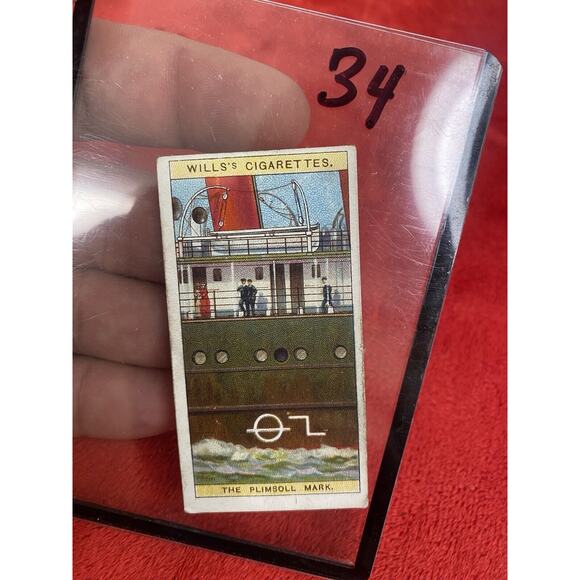 34
WILLS'S CIGARETTES.
THE PLIMSOLL MARK.